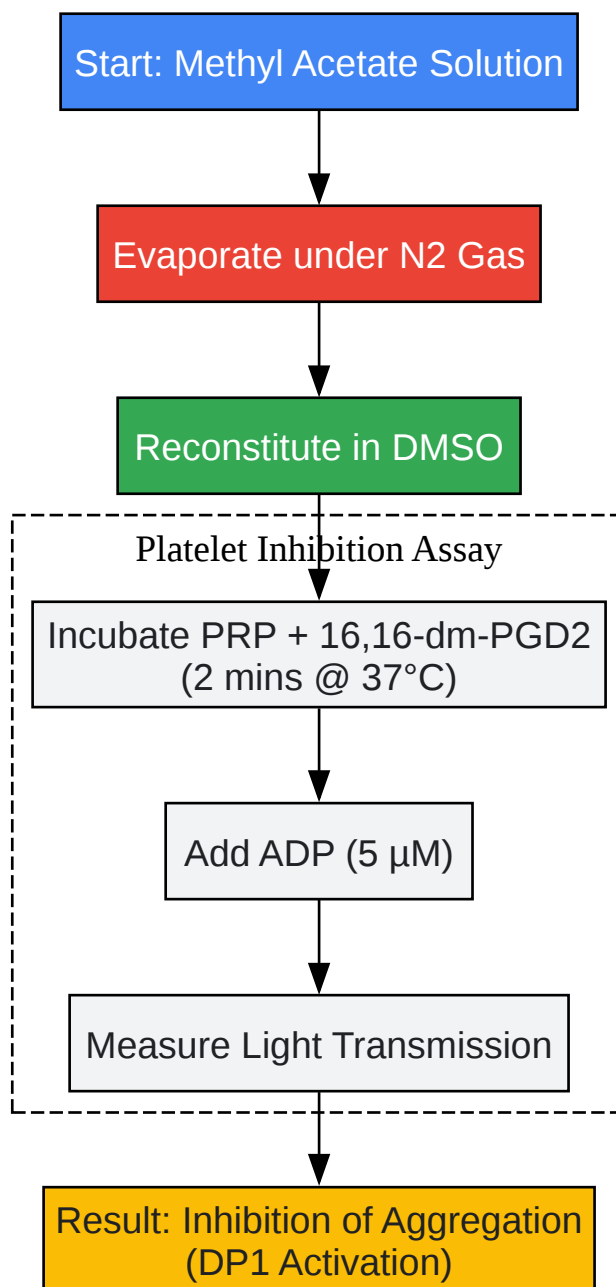 Start: Methyl Acetate Solution
Evaporate under N2 Gas
Reconstitute in DMSO
Platelet Inhibition Assay
Incubate PRP + 16,16-dm-PGD2
(2 mins @ 37°C)
Add ADP (5 µM)
Measure Light Transmission
Result: Inhibition of Aggregation
(DP1 Activation)